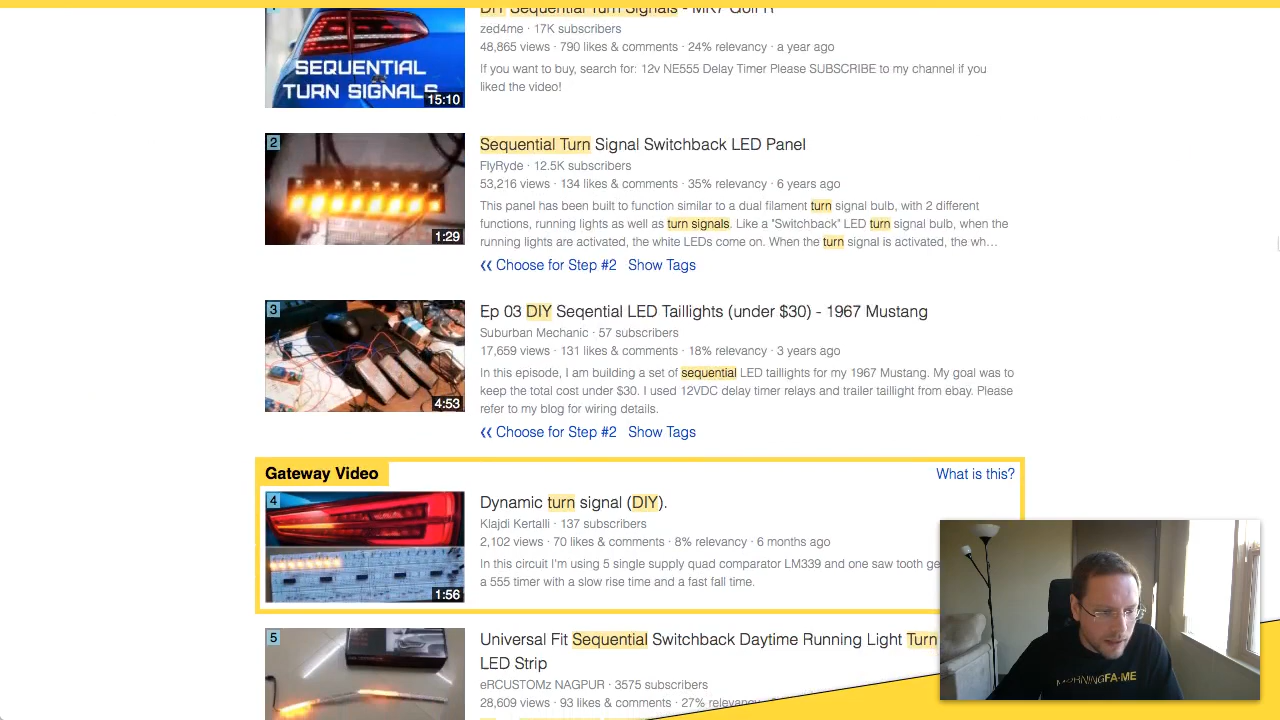 DIY Sequential Turn Signals - MK7 Golf R
zed4me · 17K subscribers
48,865 views · 790 likes & comments · 24% relevancy · a year ago
If you want to buy, search for: 12v NE555 Delay Timer Please SUBSCRIBE to my channel if you
liked the video!
SEQUENTIAL
TURN SIGNALS
15:10
2
1:29
Sequential Turn Signal Switchback LED Panel
FlyRyde · 12.5K subscribers
53,216 views · 134 likes & comments · 35% relevancy · 6 years ago
This panel has been built to function similar to a dual filament turn signal bulb, with 2 different
functions, running lights as well as turn signals. Like a "Switchback" LED turn signal bulb, when the
running lights are activated, the white LEDs come on. When the turn signal is activated, the wh…
❮❮ Choose for Step #2 Show Tags
3
4:53
Ep 03 DIY Seqential LED Taillights (under $30) - 1967 Mustang
Suburban Mechanic · 57 subscribers
17,659 views · 131 likes & comments · 18% relevancy · 3 years ago
In this episode, I am building a set of sequential LED taillights for my 1967 Mustang. My goal was to
keep the total cost under $30. I used 12VDC delay timer relays and trailer taillight from ebay. Please
refer to my blog for wiring details.
❮❮ Choose for Step #2 Show Tags
Gateway Video
What is this?
4
1:56
Dynamic turn signal (DIY).
Klajdi Kertalli · 137 subscribers
2,102 views · 70 likes & comments · 8% relevancy · 6 months ago
In this circuit I'm using 5 single supply quad comparator LM339 and one saw tooth ge
a 555 timer with a slow rise time and a fast fall time.
5
Universal Fit Sequential Switchback Daytime Running Light Turn
LED Strip
eRCUSTOMz NAGPUR · 3575 subscribers
28,609 views · 93 likes & comments · 27% relevancy
MORNINGFA·ME